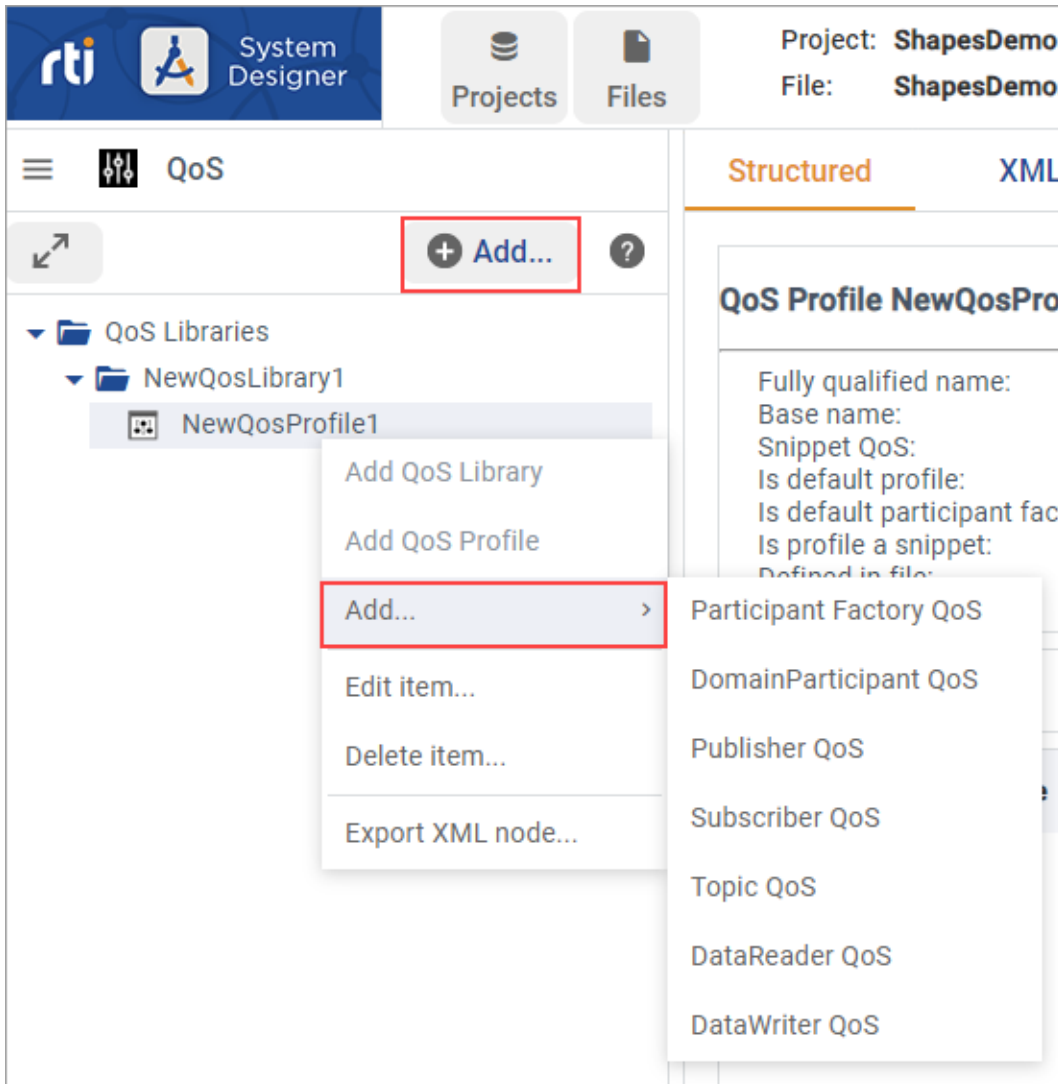 rti
System
Designer
Projects
Files
Project: ShapesDemo
File: ShapesDemo
QoS
Structured
XML
Add...
?
QoS Libraries
NewQosLibrary1
NewQosProfile1
QoS Profile NewQosPro
Fully qualified name:
Base name:
Snippet QoS:
Is default profile:
Is default participant fac
Is profile a snippet:
Defined in file:
Add QoS Library
Add QoS Profile
Add...
Edit item...
Delete item...
Export XML node...
Participant Factory QoS
DomainParticipant QoS
Publisher QoS
Subscriber QoS
Topic QoS
DataReader QoS
DataWriter QoS